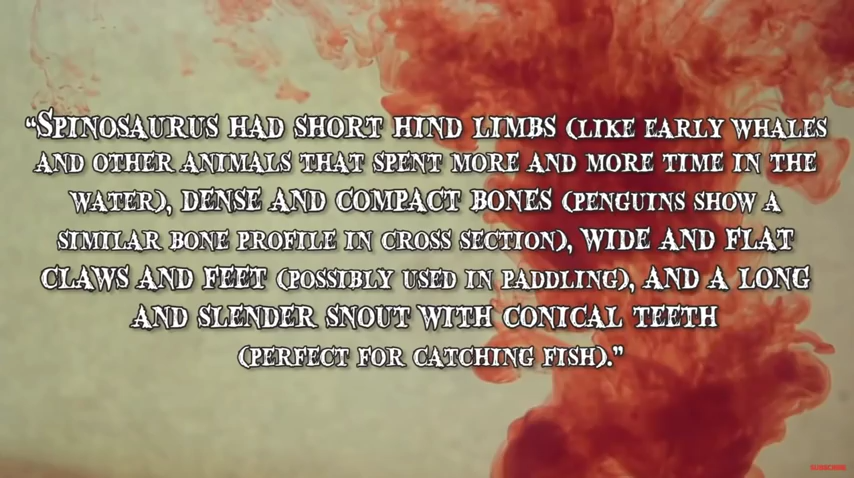 “Spinosaurus had short hind limbs (like early whales
and other animals that spent more and more time in the
water), dense and compact bones (penguins show a
similar bone profile in cross section), wide and flat
claws and feet (possibly used in paddling), and a long
and slender snout with conical teeth
(perfect for catching fish).”
SUBSCRIBE